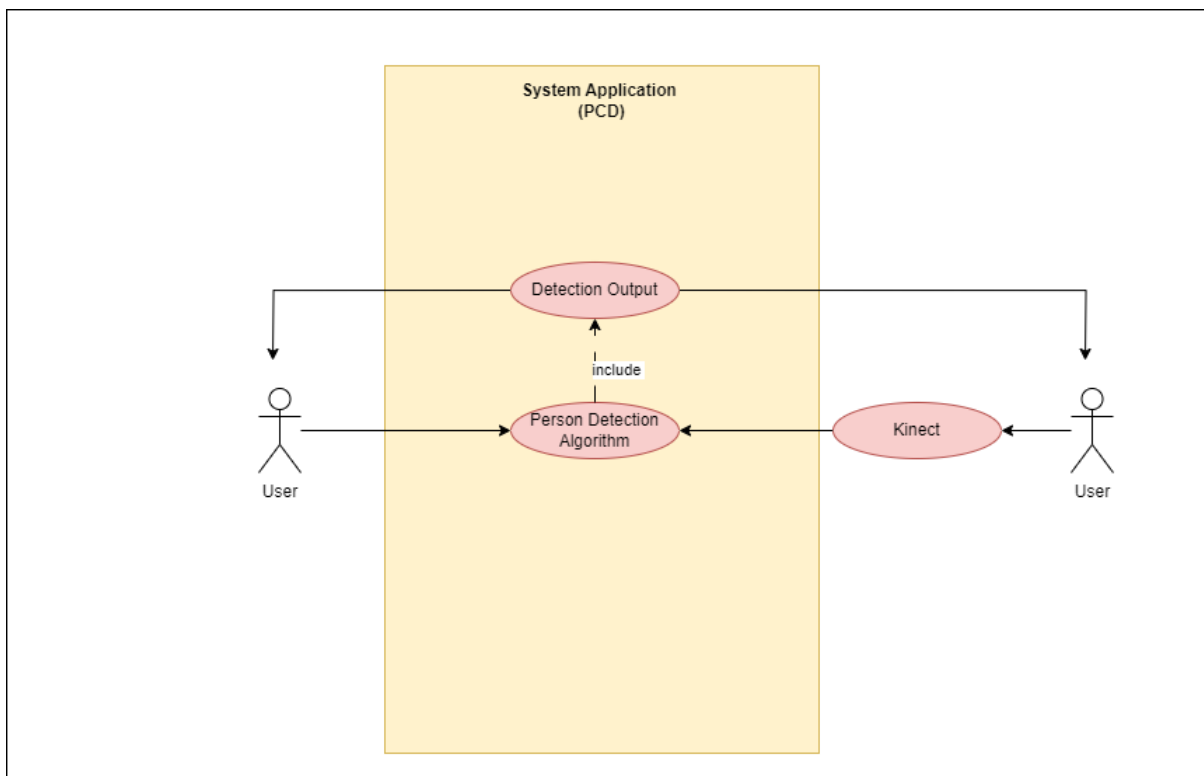 System Application
(PCD)
Detection Output
include
Person Detection
Algorithm
Kinect
User
User